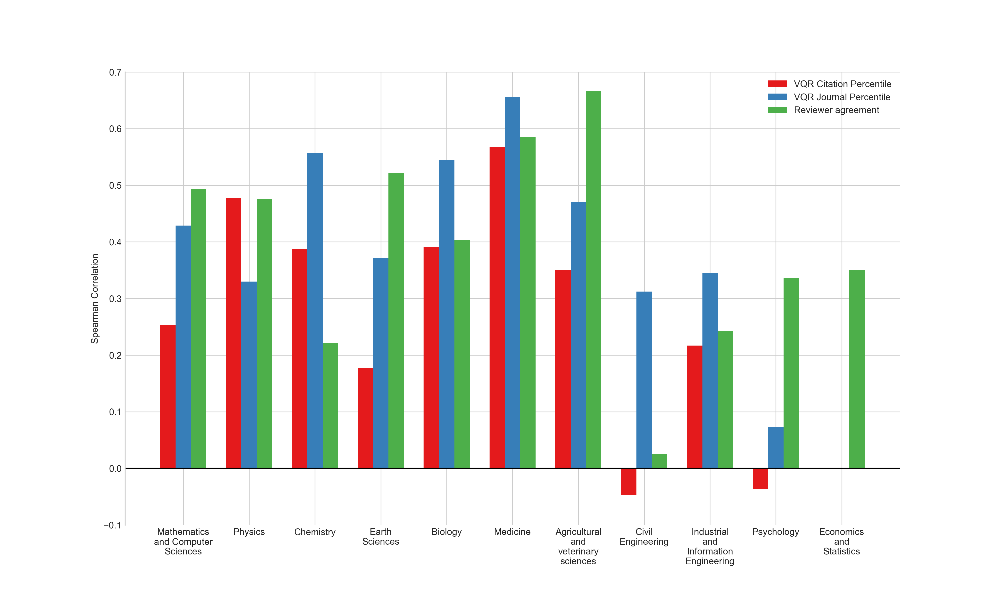 0.7
0.6
0.5
0.4
0.3
0.2
0.1
0.0
−0.1
Spearman Correlation
VQR Citation Percentile
VQR Journal Percentile
Reviewer agreement
Mathematics
and Computer
Sciences
Physics
Chemistry
Earth
Sciences
Biology
Medicine
Agricultural
and
veterinary
sciences
Civil
Engineering
Industrial
and
Information
Engineering
Psychology
Economics
and
Statistics